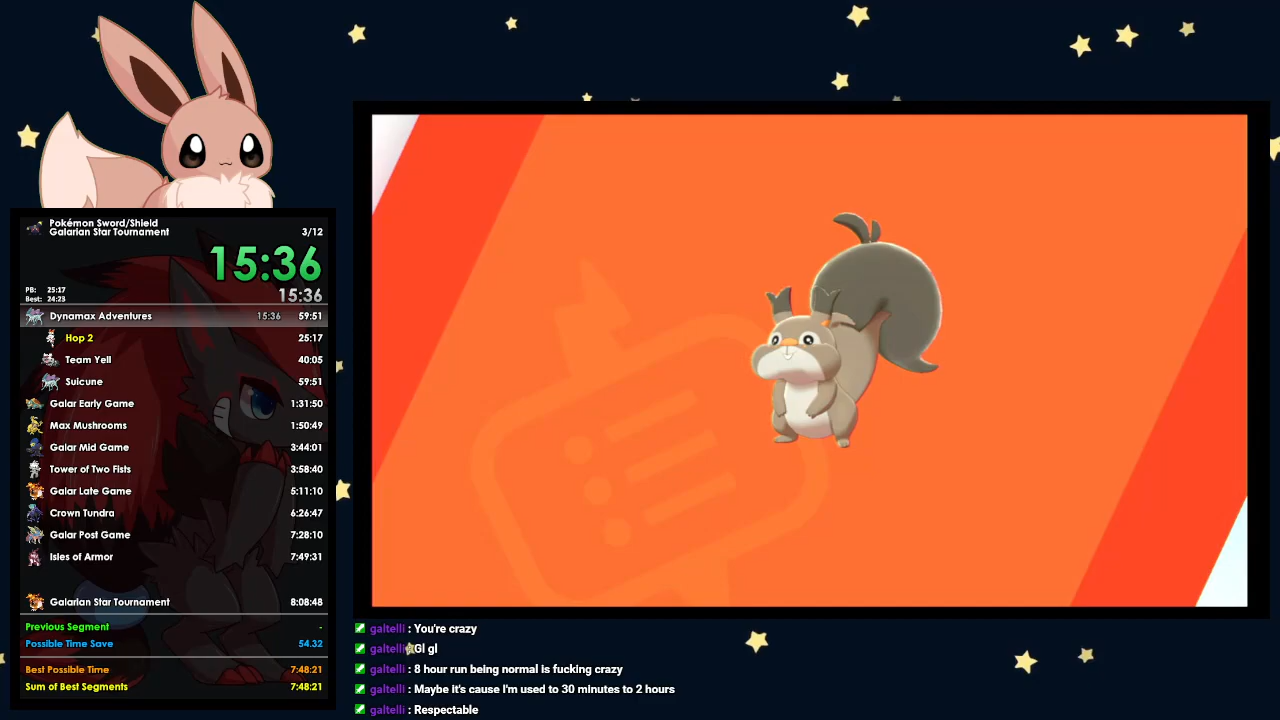 Pokémon Sword/Shield
Galarian Star Tournament 3/12
15:36
PB: 25:17
Best: 24:23
15:36
Dynamax Adventures 15:36 59:51
Hop 2 25:17
Team Yell 40:05
Suicune 59:51
Galar Early Game 1:31:50
Max Mushrooms 1:50:49
Galar Mid Game 3:44:01
Tower of Two Fists 3:58:40
Galar Late Game 5:11:10
Crown Tundra 6:26:47
Galar Post Game 7:28:10
Isles of Armor 7:49:31
Galarian Star Tournament 8:08:48
Previous Segment -
Possible Time Save 54.32
Best Possible Time 7:48:21
Sum of Best Segments 7:48:21
galtelli : You're crazy
galtelli : Gl gl
galtelli : 8 hour run being normal is fucking crazy
galtelli : Maybe it's cause I'm used to 30 minutes to 2 hours
galtelli : Respectable